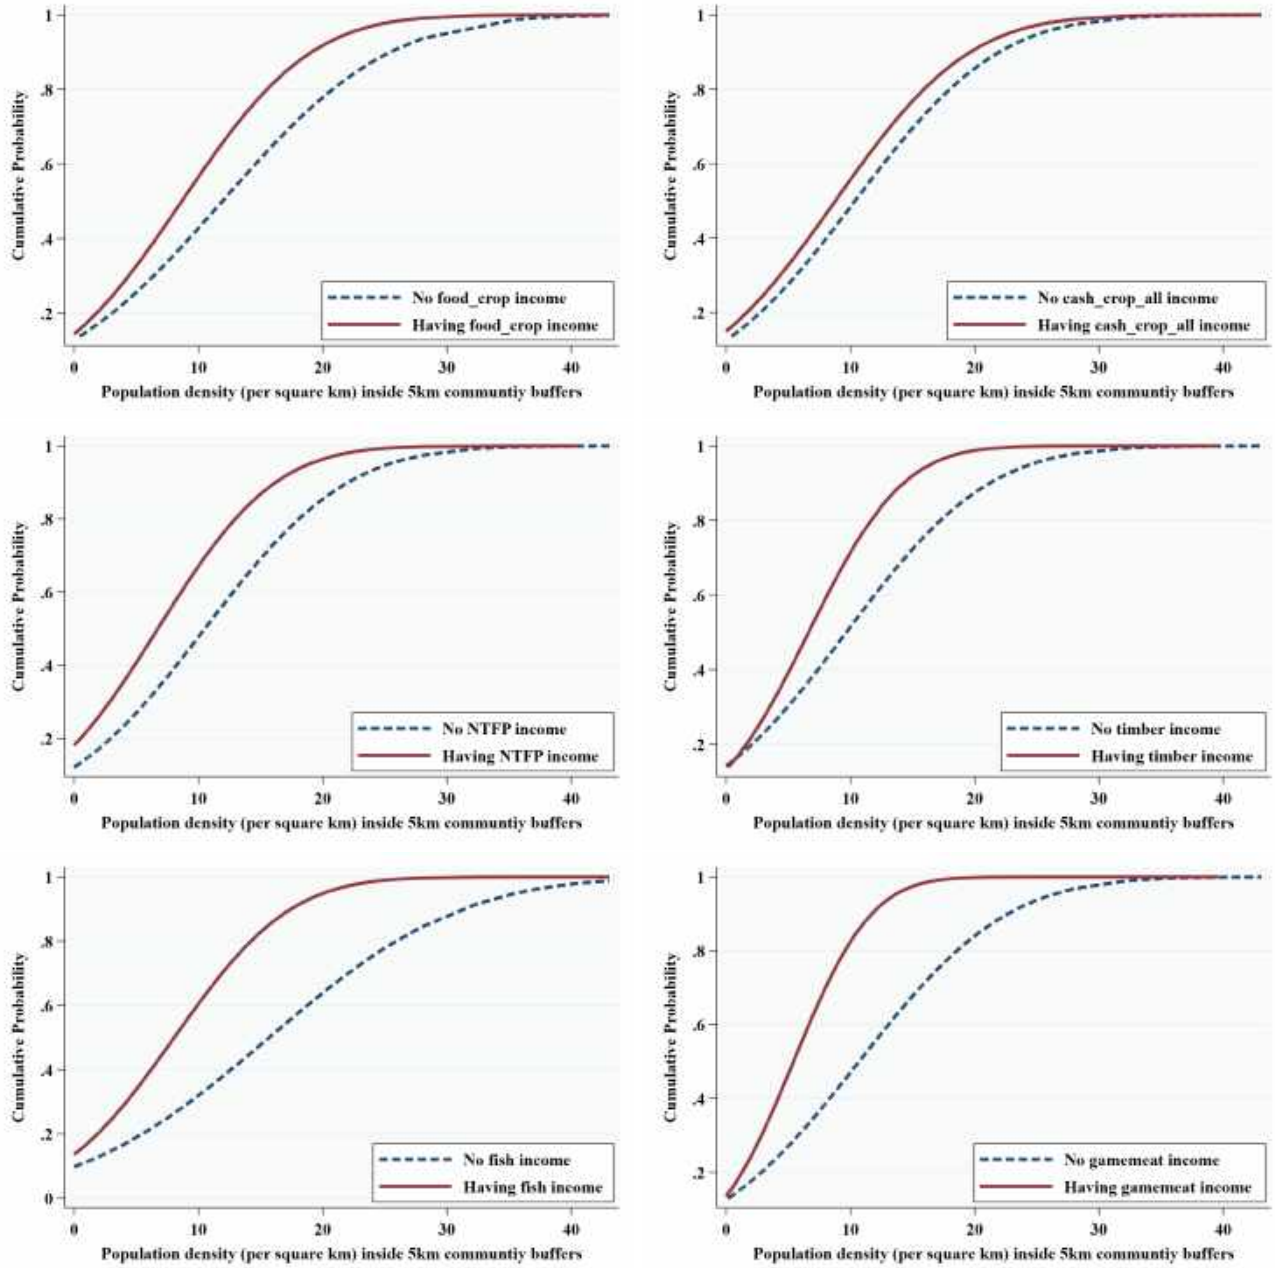 1
.8
.6
.4
.2
Cumulative Probability
No food_crop income
Having food_crop income
0 10 20 30 40
Population density (per square km) inside 5km communtiy buffers
1
.8
.6
.4
.2
Cumulative Probability
No cash_crop_all income
Having cash_crop_all income
0 10 20 30 40
Population density (per square km) inside 5km communtiy buffers
1
.8
.6
.4
.2
Cumulative Probability
No NTFP income
Having NTFP income
0 10 20 30 40
Population density (per square km) inside 5km communtiy buffers
1
.8
.6
.4
.2
Cumulative Probability
No timber income
Having timber income
0 10 20 30 40
Population density (per square km) inside 5km communtiy buffers
1
.8
.6
.4
.2
0
Cumulative Probability
No fish income
Having fish income
0 10 20 30 40
Population density (per square km) inside 5km communtiy buffers
1
.8
.6
.4
.2
Cumulative Probability
No gamemeat income
Having gamemeat income
0 10 20 30 40
Population density (per square km) inside 5km communtiy buffers